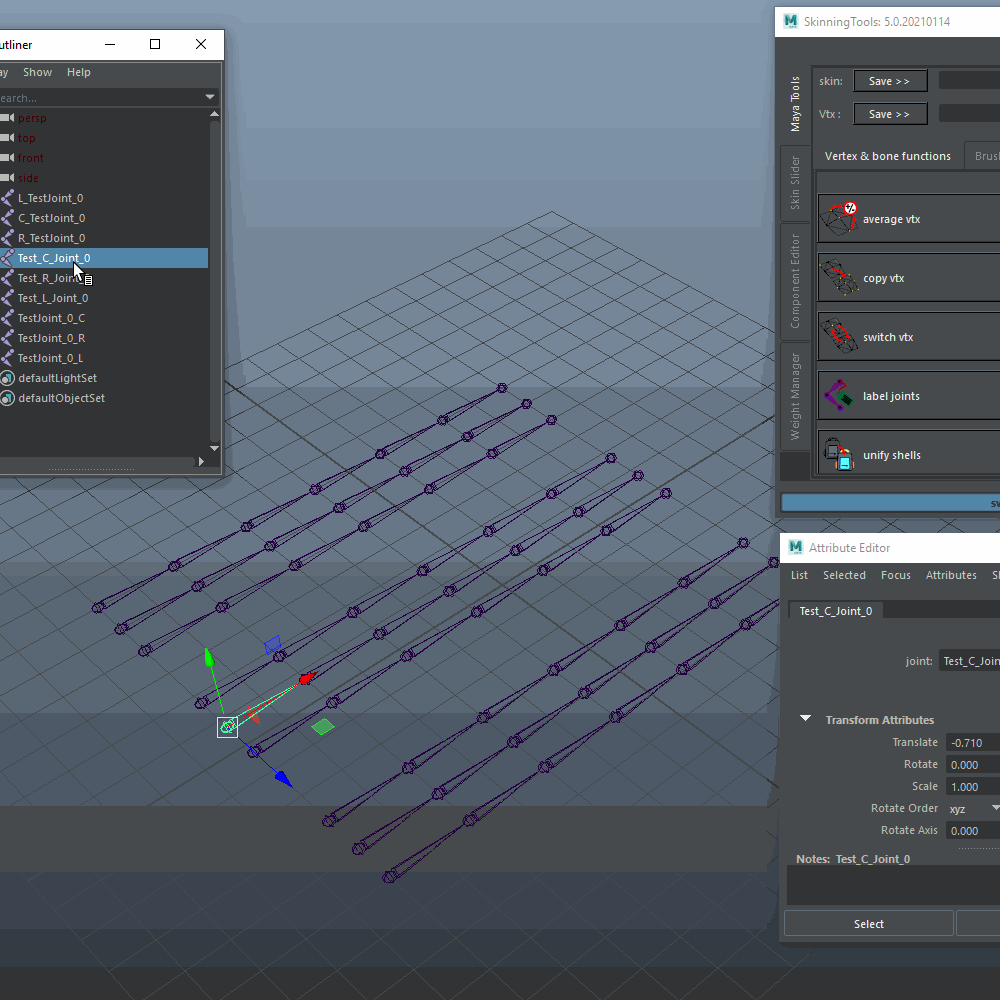 utliner
ay Show Help
earch...
persp
top
front
side
L_TestJoint_0
C_TestJoint_0
R_TestJoint_0
Test_C_Joint_0
Test_R_Join
Test_L_Joint_0
TestJoint_0_C
TestJoint_0_R
TestJoint_0_L
defaultLightSet
defaultObjectSet
M SkinningTools: 5.0.20210114
Maya Tools
Skin Slider
Component Editor
Weight Manager
skin: Save >>
Vtx : Save >>
Vertex & bone functions Brus
average vtx
copy vtx
switch vtx
label joints
unify shells
M Attribute Editor
List Selected Focus Attributes S
Test_C_Joint_0
joint: Test_C_Join
Transform Attributes
Translate -0.710
Rotate 0.000
Scale 1.000
Rotate Order xyz
Rotate Axis 0.000
Notes: Test_C_Joint_0
Select